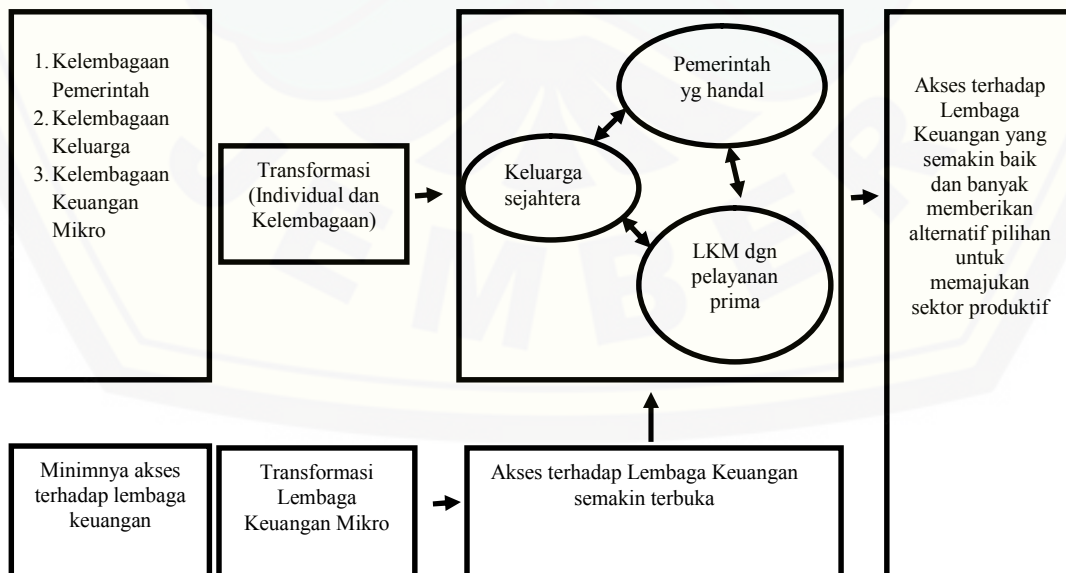 1. Kelembagaan
Pemerintah
2. Kelembagaan
Keluarga
3. Kelembagaan
Keuangan
Mikro
Transformasi
(Individual dan
Kelembagaan)
Pemerintah
yg handal
Keluarga
sejahtera
LKM dgn
pelayanan
prima
Akses terhadap
Lembaga
Keuangan yang
semakin baik
dan banyak
memberikan
alternatif pilihan
untuk
memajukan
sektor produktif
Minimnya akses
terhadap lembaga
keuangan
Transformasi
Lembaga
Keuangan Mikro
Akses terhadap Lembaga Keuangan
semakin terbuka
JEMBER